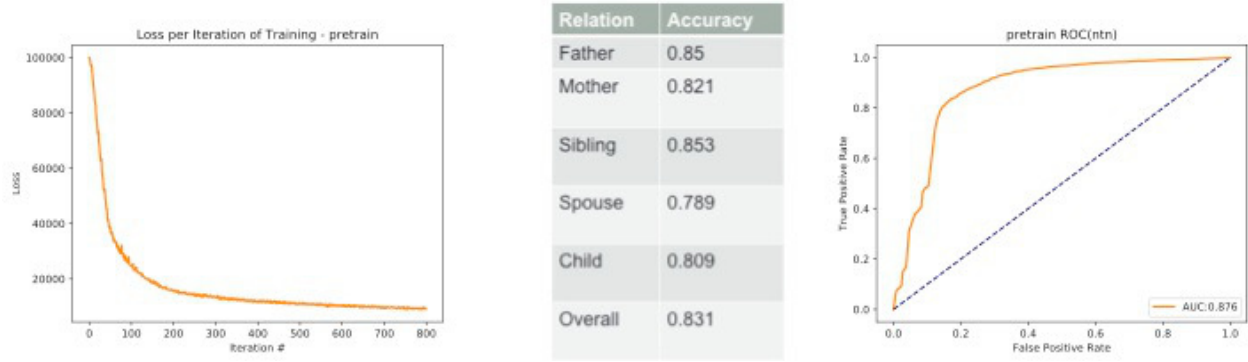 Loss per Iteration of Training - pretrain
100000
80000
60000
40000
20000
Loss
0 100 200 300 400 500 600 700 800
Iteration #
Relation Accuracy
Father 0.85
Mother 0.821
Sibling 0.853
Spouse 0.789
Child 0.809
Overall 0.831
pretrain ROC(ntn)
1.0
0.8
0.6
0.4
0.2
0.0
True Positive Rate
AUC:0.876
0.0 0.2 0.4 0.6 0.8 1.0
False Positive Rate